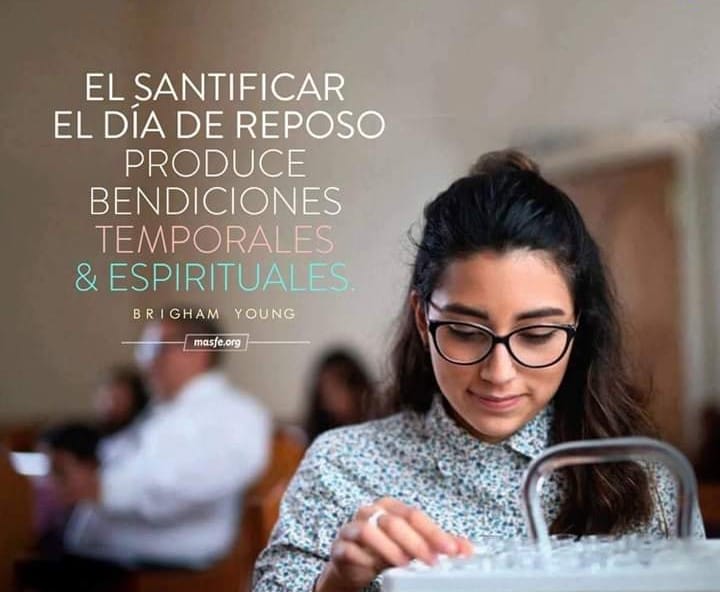 EL SANTIFICAR
EL DÍA DE REPOSO
PRODUCE
BENDICIONES
TEMPORALES
& ESPIRITUALES.
BRIGHAM YOUNG
masfe.org